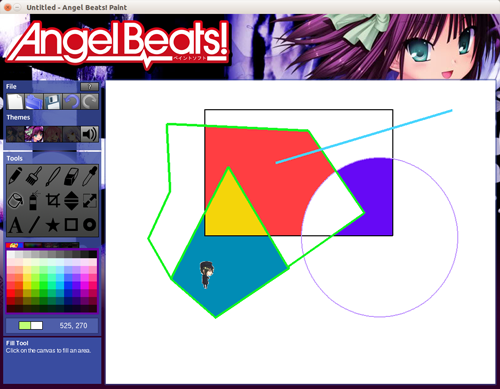 Untitled - Angel Beats! Paint
Angel Beats!
ペイントソフト
File
Themes
Tools
A
525, 270
Fill Tool
Click on the canvas to fill an area.